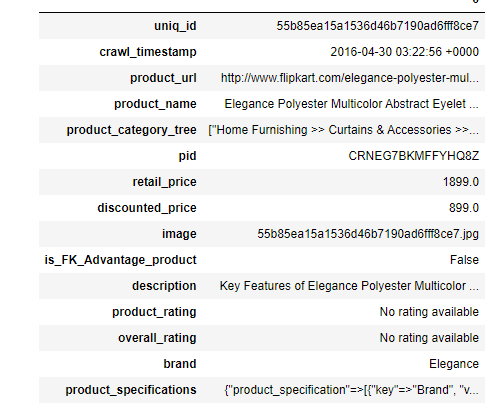 uniq_id 55b85ea15a1536d46b7190ad6fff8ce7
crawl_timestamp 2016-04-30 03:22:56 +0000
product_url http://www.flipkart.com/elegance-polyester-mul...
product_name Elegance Polyester Multicolor Abstract Eyelet ...
product_category_tree ["Home Furnishing >> Curtains & Accessories >>...
pid CRNEG7BKMFFYHQ8Z
retail_price 1899.0
discounted_price 899.0
image 55b85ea15a1536d46b7190ad6fff8ce7.jpg
is_FK_Advantage_product False
description Key Features of Elegance Polyester Multicolor ...
product_rating No rating available
overall_rating No rating available
brand Elegance
product_specifications {"product_specification"=>[{"key"=>"Brand", "v...